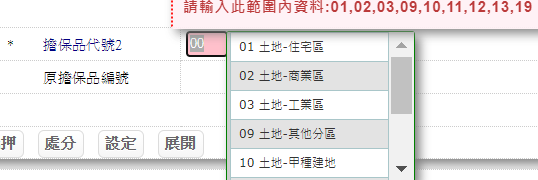 請輸入此範圍內資料:01,02,03,09,10,11,12,13,19
* 擔保品代號2 00
01 土地-住宅區
02 土地-商業區
原擔保品編號
03 土地-工業區
09 土地-其他分區
押 處分 設定 展開
10 土地-甲種建地